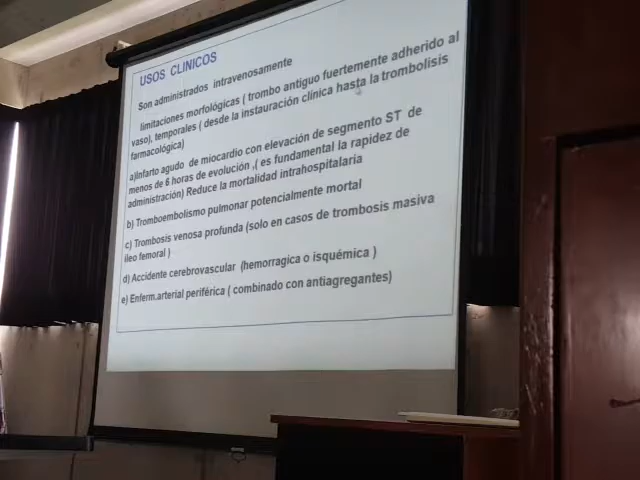 USOS CLINICOS
Son administrados intravenosamente
limitaciones morfológicas ( trombo antiguo fuertemente adherido al
vaso), temporales ( desde la instauración clínica hasta la trombolisis
farmacológica)
a)Infarto agudo de miocardio con elevación de segmento ST de
menos de 6 horas de evolución ,( es fundamental la rapidez de
administración) Reduce la mortalidad intrahospitalaria
b) Tromboembolismo pulmonar potencialmente mortal
c) Trombosis venosa profunda (solo en casos de trombosis masiva
íleo femoral )
d) Accidente cerebrovascular (hemorragica o isquémica )
e) Enferm.arterial periférica ( combinado con antiagregantes)